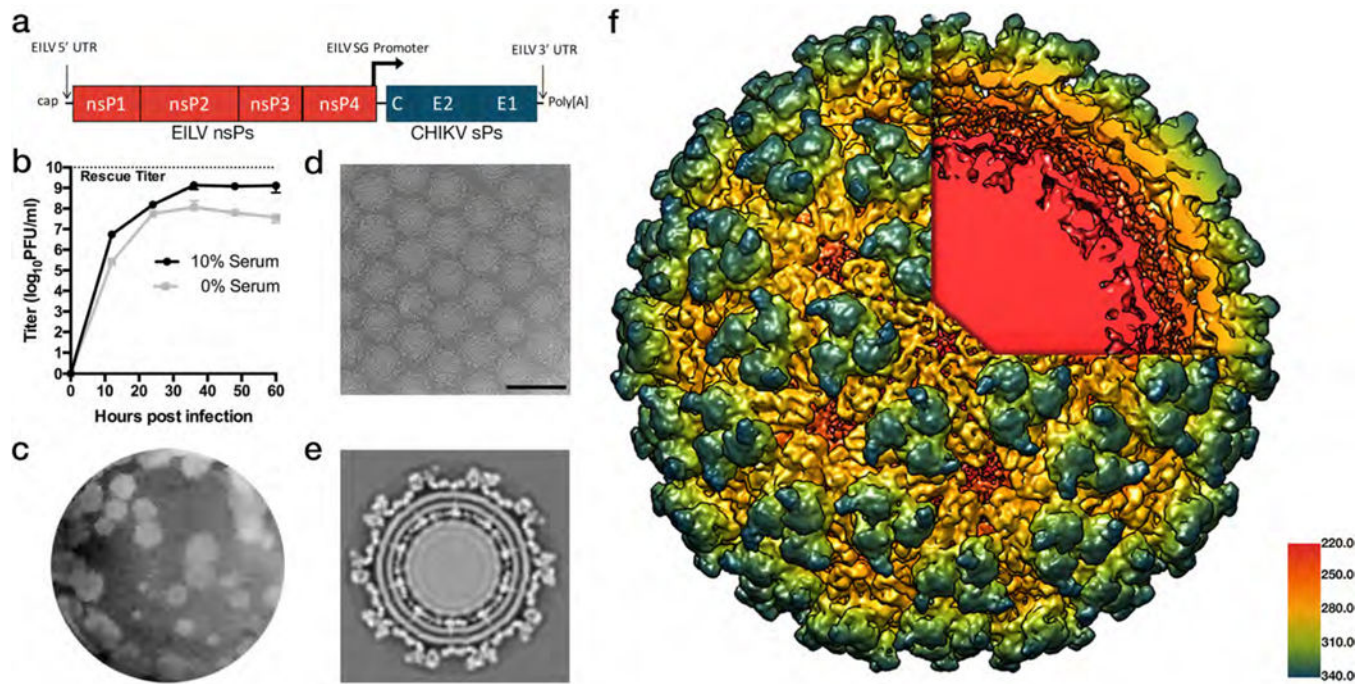 a
EILV 5' UTR
EILV SG Promoter
EILV 3' UTR
cap
nsP1
nsP2
nsP3
nsP4
C
E2
E1
Poly[A]
EILV nsPs
CHIKV sPs
b
Titer (log10PFU/ml)
10
9
8
7
6
5
4
3
2
1
0
Rescue Titer
10% Serum
0% Serum
0 10 20 30 40 50 60
Hours post infection
c
d
e
f
220.0
250.0
280.0
310.0
340.0